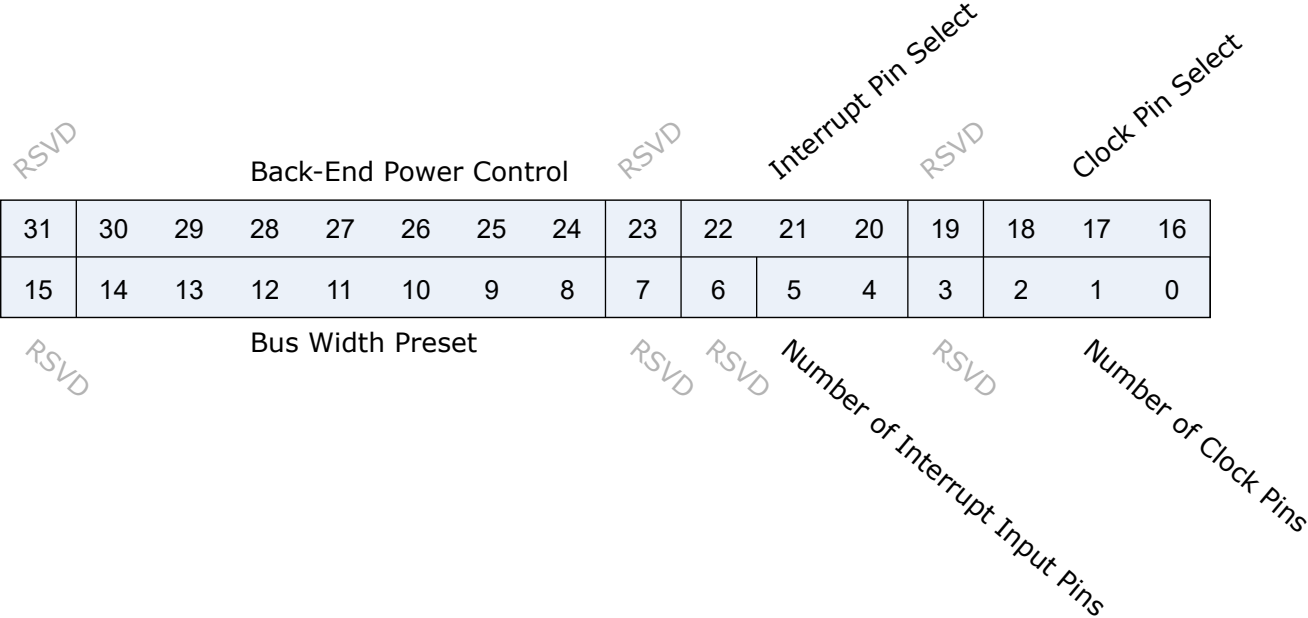 RSVD
Back-End Power Control
RSVD
Interrupt Pin Select
RSVD
Clock Pin Select
31 30 29 28 27 26 25 24 23 22 21 20 19 18 17 16
15 14 13 12 11 10 9 8 7 6 5 4 3 2 1 0
RSVD
Bus Width Preset
RSVD
RSVD
Number of Interrupt Input Pins
RSVD
Number of Clock Pins